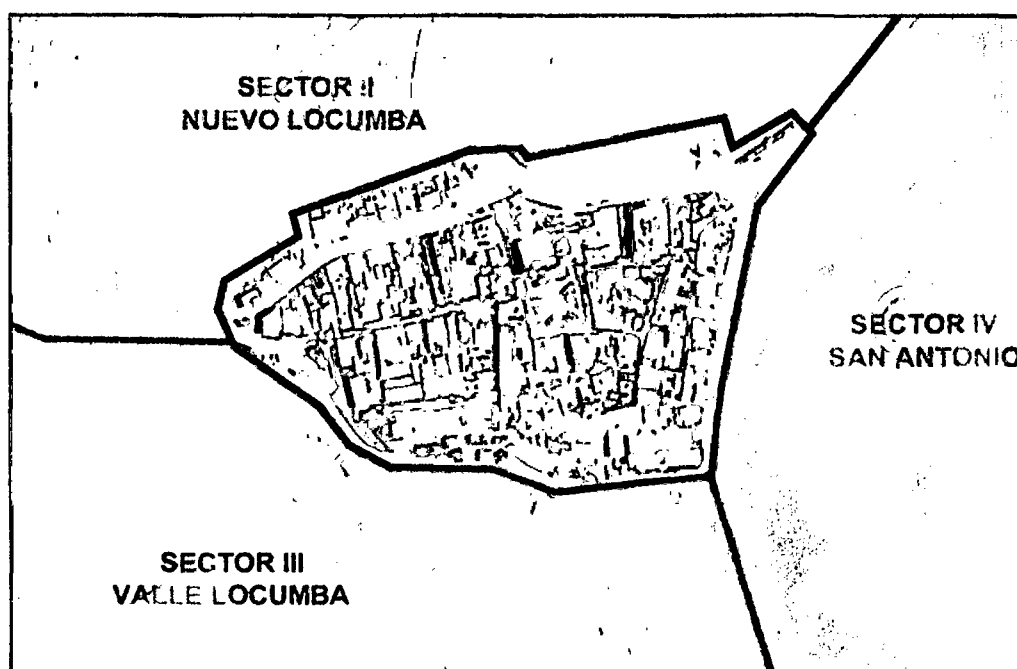 SECTOR II
NUEVO LOCUMBA
SECTOR IV
SAN ANTONIO
SECTOR III
VALLE LOCUMBA